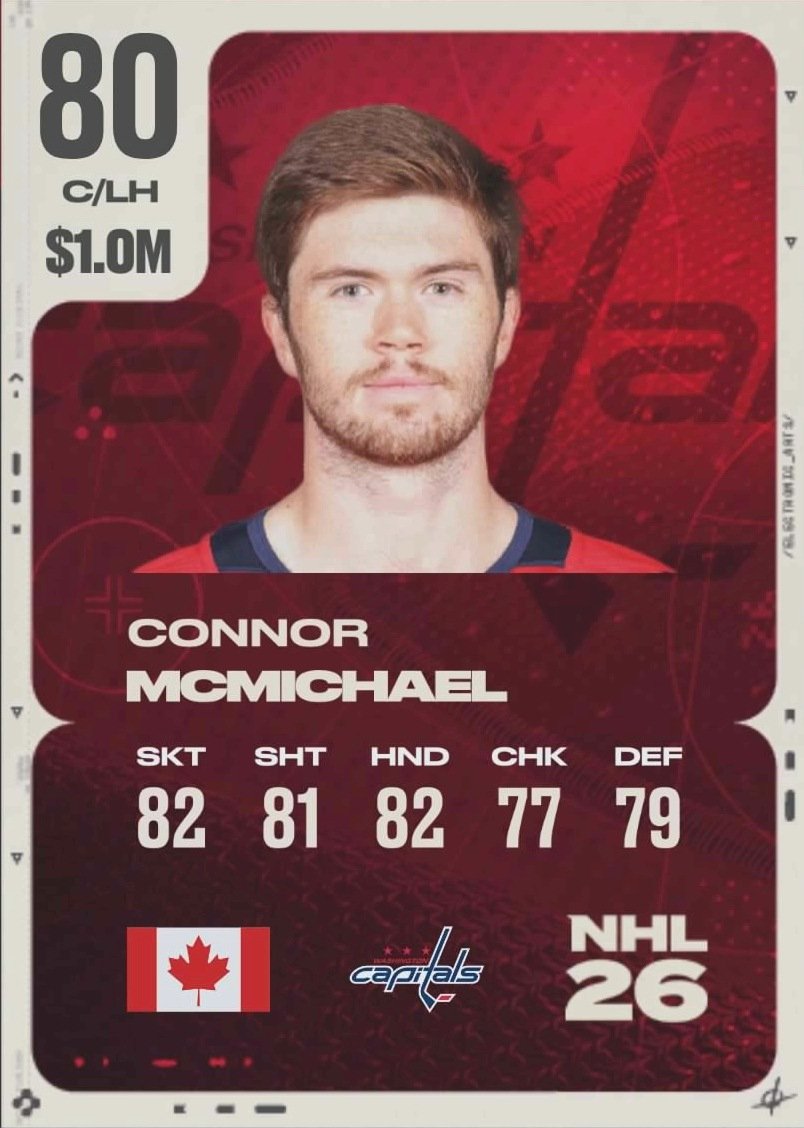 80
C/LH
$1.0M
CONNOR
MCMICHAEL
SKT SHT HND CHK DEF
82 81 82 77 79
WASHINGTON
capitals
NHL
26